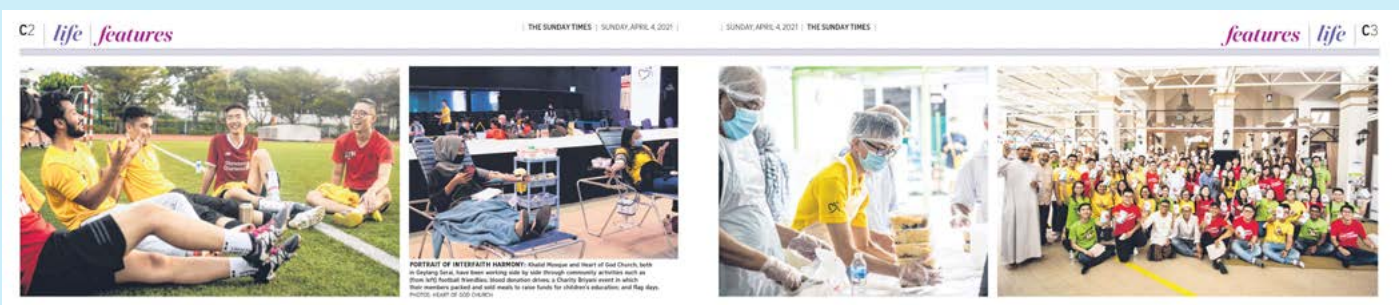 C2 life features
THE SUNDAY TIMES | SUNDAY, APRIL 4, 2021 |
| SUNDAY, APRIL 4, 2021 | THE SUNDAY TIMES
features life C3
PORTRAIT OF INTERFAITH HARMONY: Khalid Mosque and Heart of God Church, both
in Geylang Serai, have been working side by side through community activities such as
(from left) football friendlies; blood donation drives; a Charity Briyani event in which
their members packed and sold meals to raise funds for children's education; and flag days.
PHOTOS: HEART OF GOD CHURCH